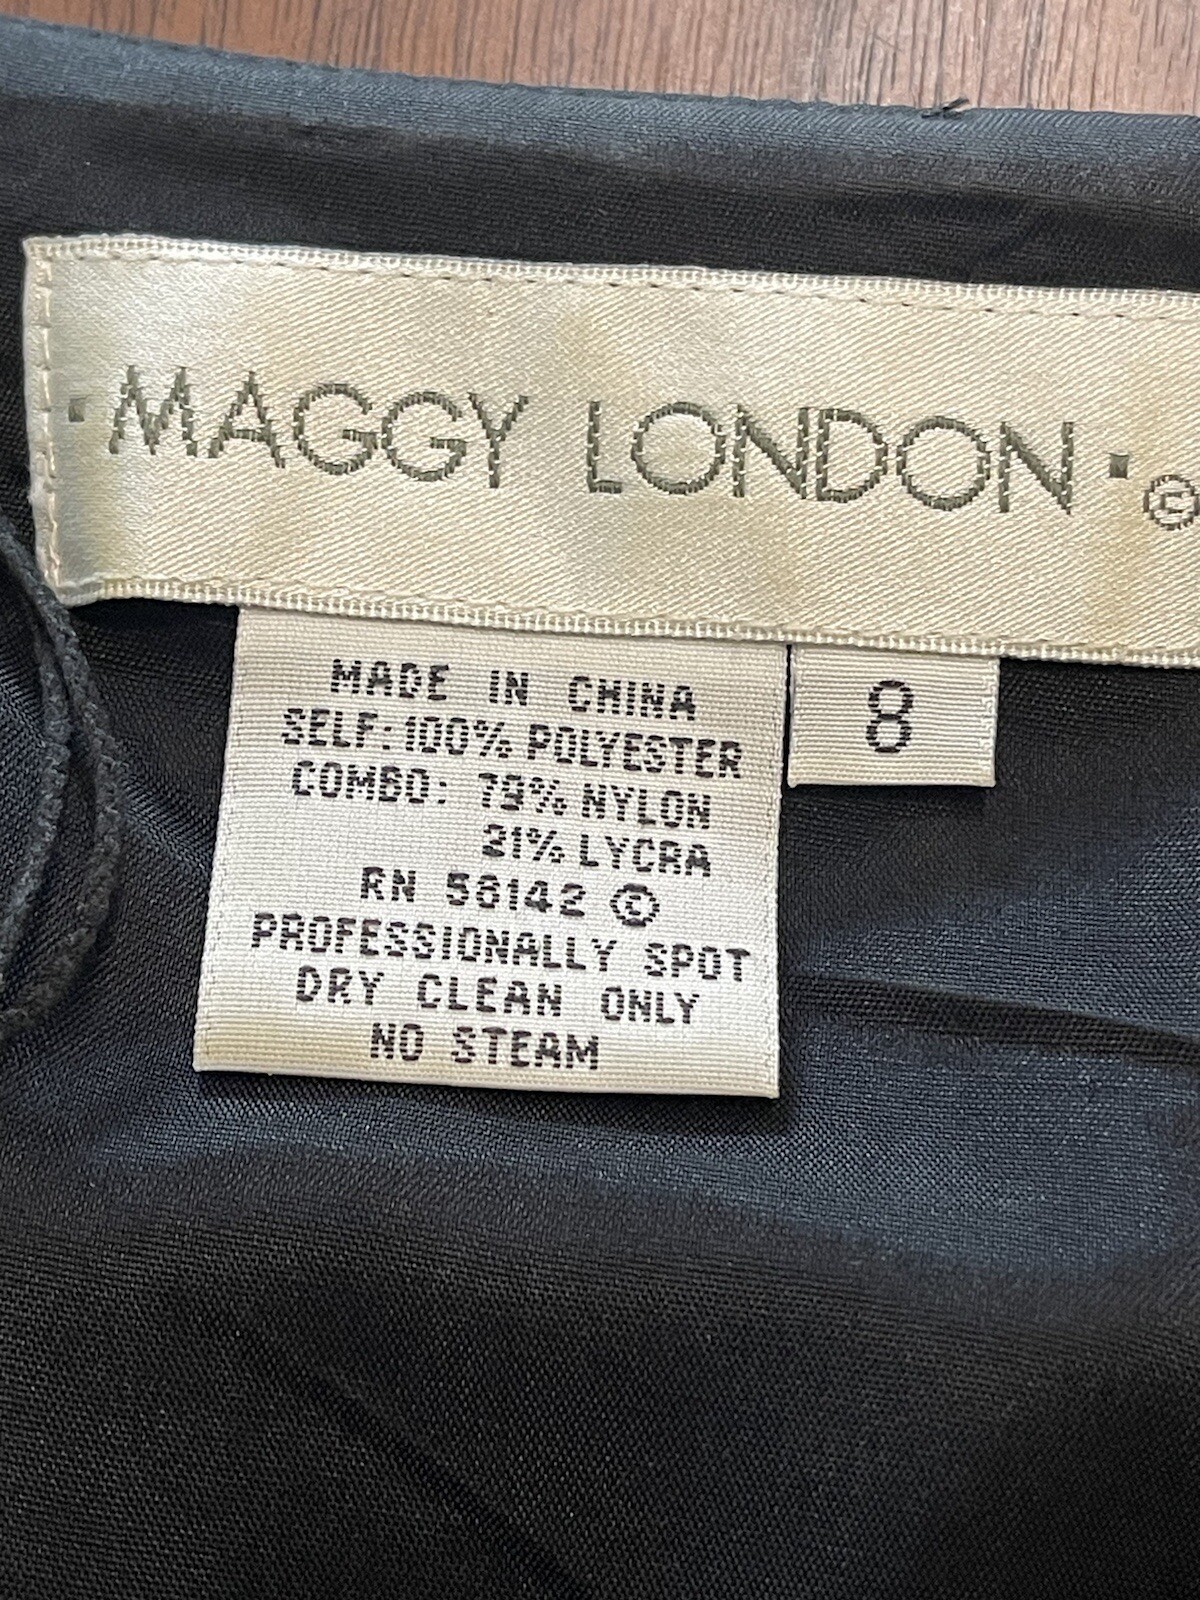 ·MAGGY LONDON·©
MADE IN CHINA
SELF: 100% POLYESTER
COMBO: 79% NYLON
21% LYCRA
RN 56142 ©
PROFESSIONALLY SPOT
DRY CLEAN ONLY
NO STEAM
8